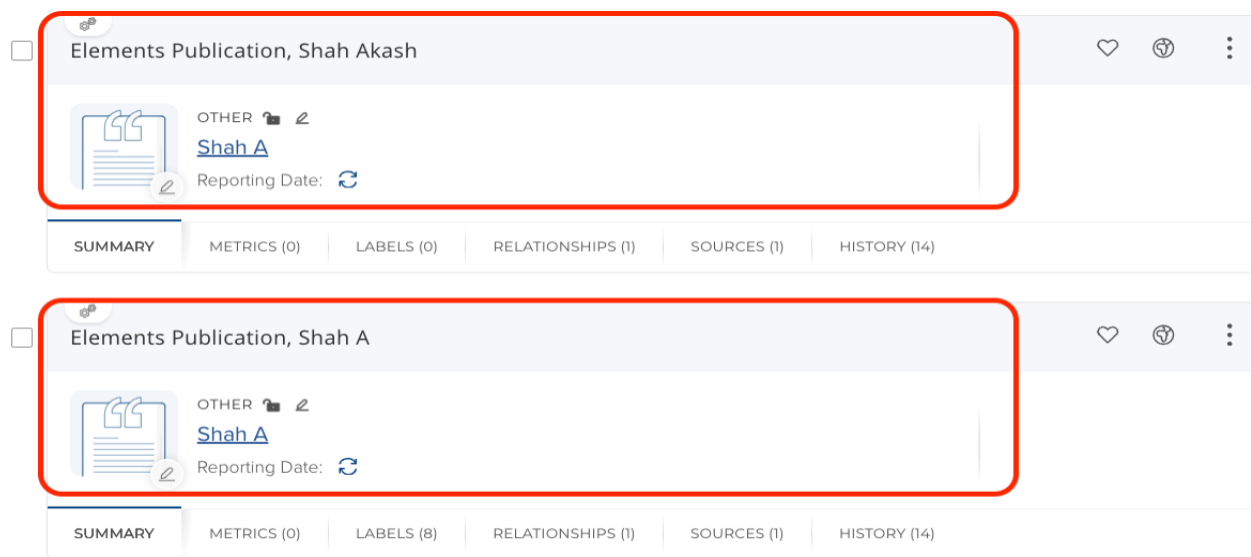 Elements Publication, Shah Akash
OTHER
Shah A
Reporting Date:
SUMMARY METRICS (0) LABELS (0) RELATIONSHIPS (1) SOURCES (1) HISTORY (14)
Elements Publication, Shah A
OTHER
Shah A
Reporting Date:
SUMMARY METRICS (0) LABELS (8) RELATIONSHIPS (1) SOURCES (1) HISTORY (14)